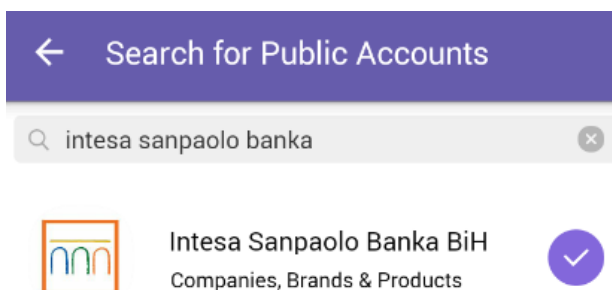 Search for Public Accounts
intesa sanpaolo banka
Intesa Sanpaolo Banka BiH
Companies, Brands & Products